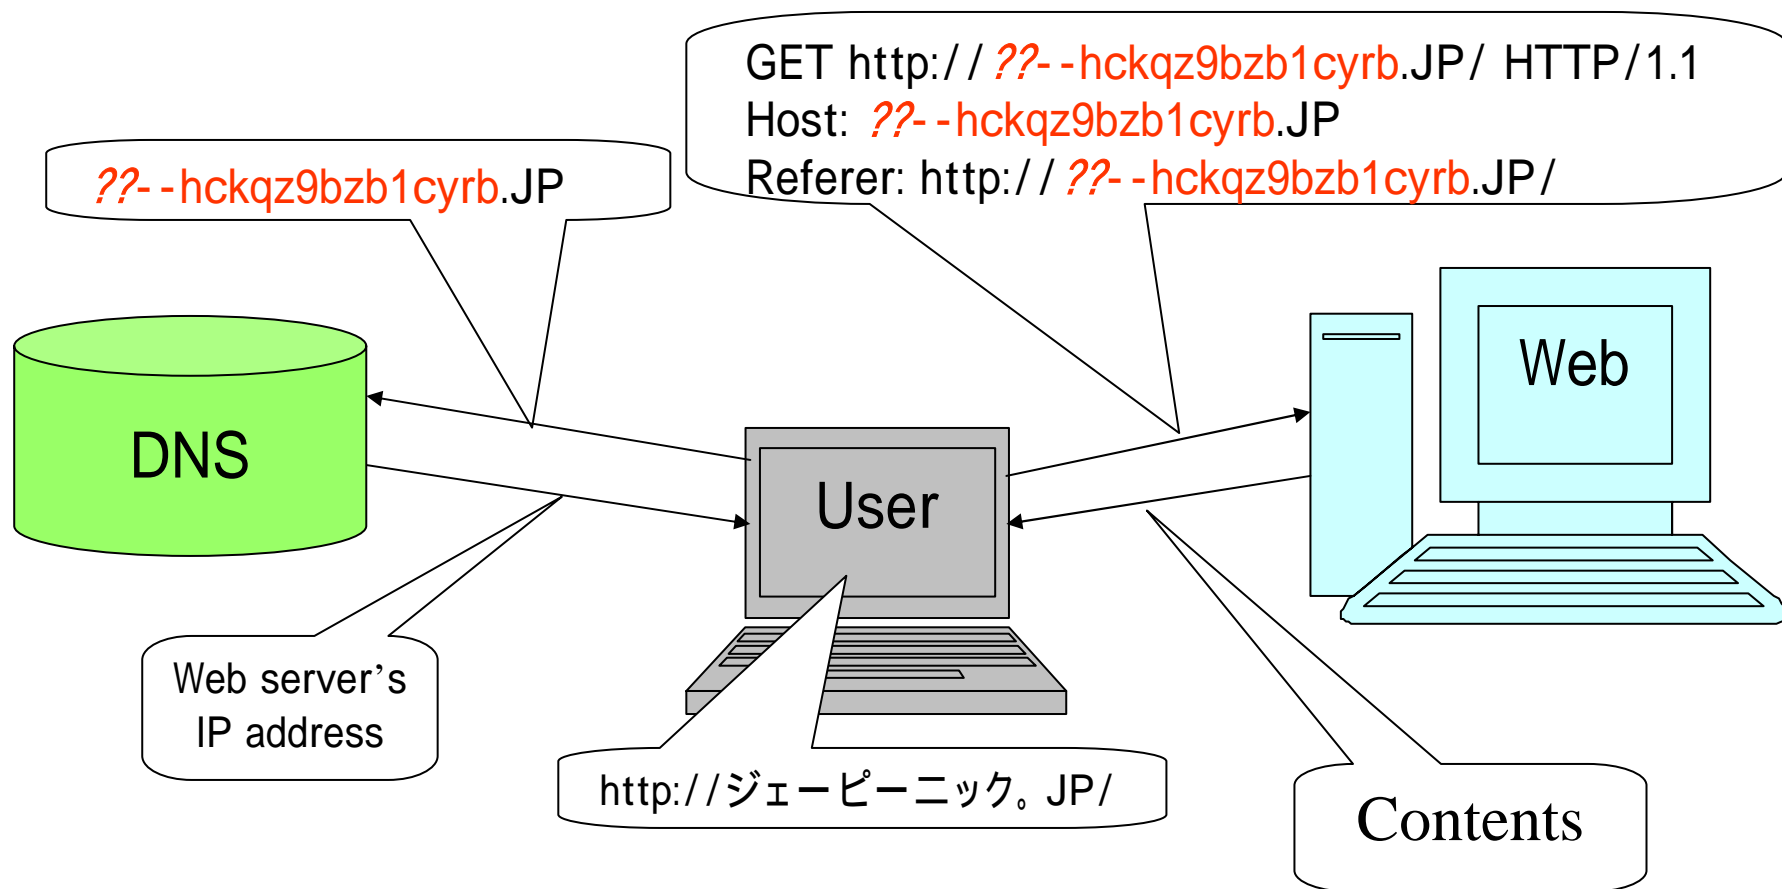 GET http://??--hckqz9bzb1cyrb.JP/ HTTP/1.1
Host: ??--hckqz9bzb1cyrb.JP
Referer: http://??--hckqz9bzb1cyrb.JP/
??--hckqz9bzb1cyrb.JP
DNS
User
Web
Web server’s
IP address
http://ジェーピーニック。JP/
Contents